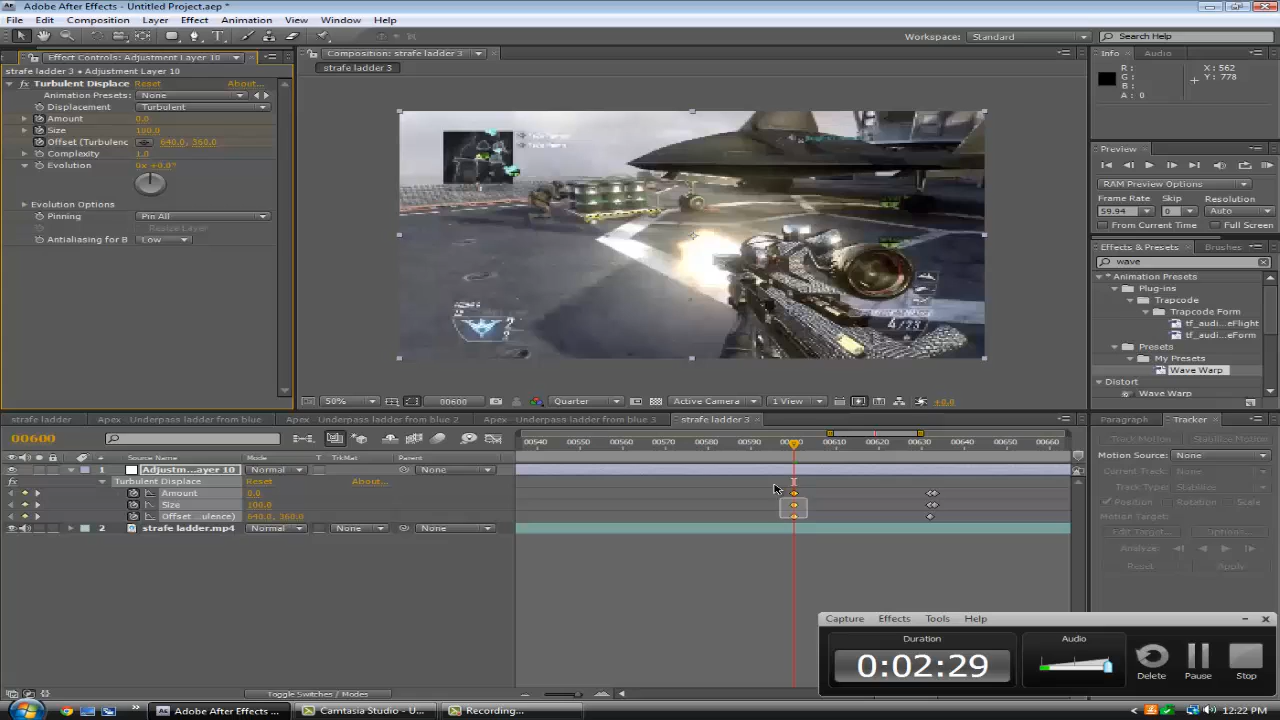 Adobe After Effects - Untitled Project.aep *
File Edit Composition Layer Effect Animation View Window Help
Workspace: Standard
Search Help
Effect Controls: Adjustment Layer 10
Composition: strafe ladder 3
Info Audio
strafe ladder 3 • Adjustment Layer 10
strafe ladder 3
R :
G :
B :
A : 0
X : 562
Y : 778
fx Turbulent Displace Reset About...
Animation Presets: None
Displacement Turbulent
Amount 0.0
Size 100.0
Offset (Turbulenc 640.0, 360.0
Complexity 1.0
Evolution 0x +0.0°
Evolution Options
Pinning Pin All
Resize Layer
Antialiasing for B Low
4/23
Preview
RAM Preview Options
Frame Rate Skip Resolution
59.94 0 Auto
From Current Time Full Screen
Effects & Presets Brushes
wave
* Animation Presets
Plug-ins
Trapcode
Trapcode Form
tf_audi...eFlight
tf_audi...eForm
Presets
My Presets
Wave Warp
Distort
Wave Warp
50% 00600 Quarter Active Camera 1 View +0.0
strafe ladder Apex - Underpass ladder from blue Apex - Underpass ladder from blue 2 Apex - Underpass ladder from blue 3 strafe ladder 3
Paragraph Tracker
00600
00540 00550 00560 00570 00580 00590 00600 00610 00620 00630 00640 00650 00660
Track Motion Stabilize Motion
Motion Source: None
Current Track: None
Track Type: Stabilize
Position Rotation Scale
Motion Target:
Edit Target... Options...
Analyze:
Reset Apply
# Source Name Mode T TrkMat Parent
1 Adjustm...ayer 10 Normal None
fx Turbulent Displace Reset About...
Amount 0.0
Size 100.0
Offset ...ulence) 640.0, 360.0
2 strafe ladder.mp4 Normal None None
Capture Effects Tools Help
Duration Audio
0:02:29
Delete Pause Stop
Toggle Switches / Modes
Adobe After Effects ... Camtasia Studio - U... Recording... 12:22 PM